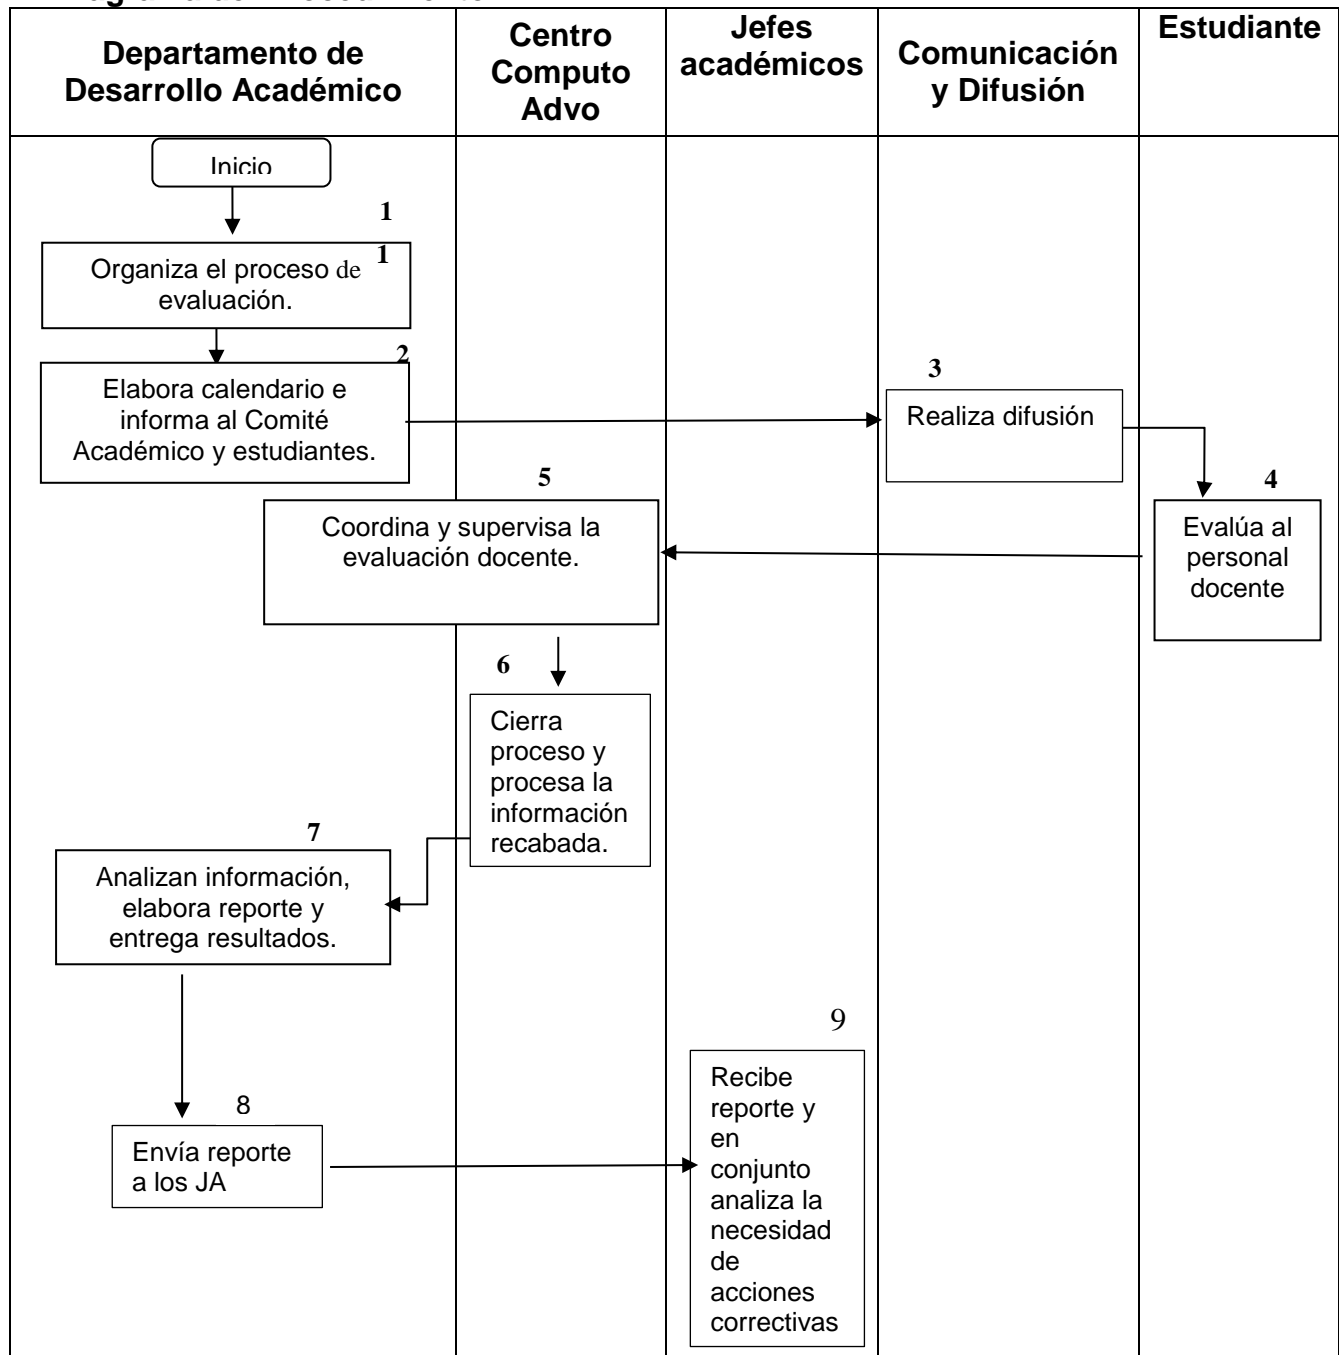 Departamento de
Desarrollo Académico
Centro
Computo
Advo
Jefes
académicos
Comunicación
y Difusión
Estudiante
Inicio
1
1
Organiza el proceso de
evaluación.
2
Elabora calendario e
informa al Comité
Académico y estudiantes.
3
Realiza difusión
4
Evalúa al
personal
docente
5
Coordina y supervisa la
evaluación docente.
6
Cierra
proceso y
procesa la
información
recabada.
7
Analizan información,
elabora reporte y
entrega resultados.
8
Envía reporte
a los JA
9
Recibe
reporte y
en
conjunto
analiza la
necesidad
de
acciones
correctivas